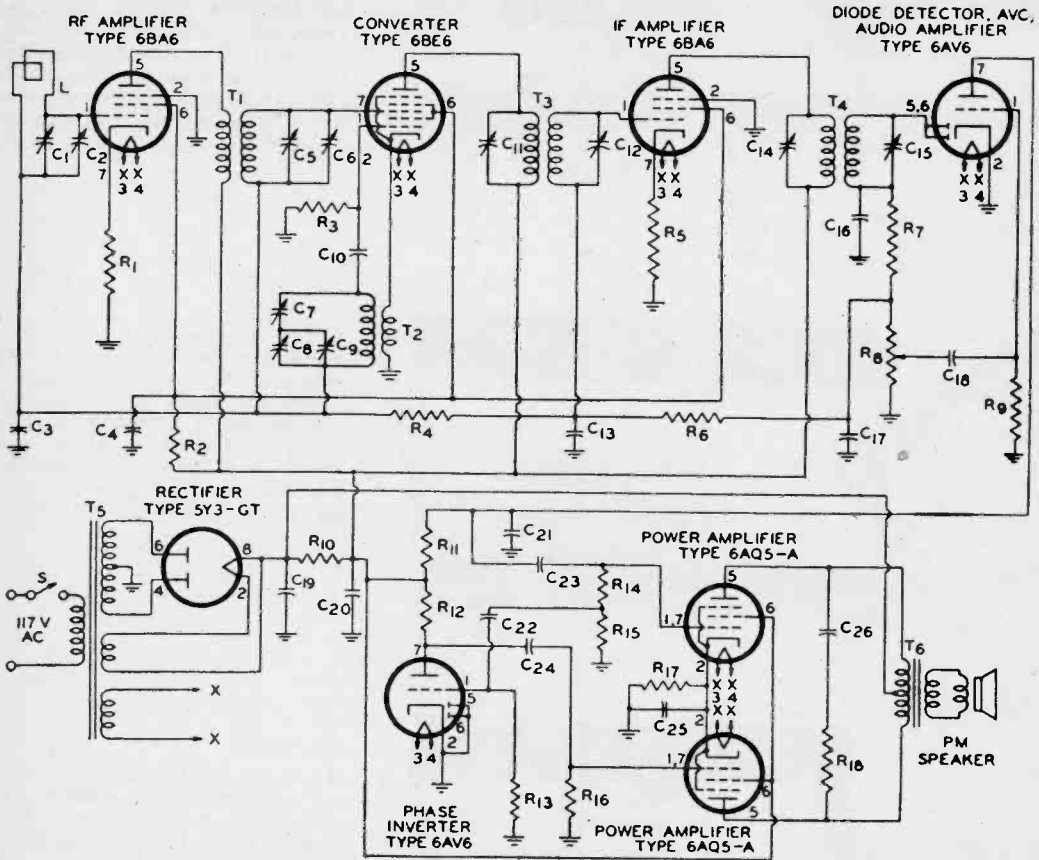 RF AMPLIFIER
TYPE 6BA6
CONVERTER
TYPE 6BE6
IF AMPLIFIER
TYPE 6BA6
DIODE DETECTOR, AVC,
AUDIO AMPLIFIER
TYPE 6AV6
5
2
6
1
7
X X
3 4
L
C1
C2
R1
T1
C5
C6
5
7
2
6
X X
3 4
R3
C10
C7
C8
C9
T2
T3
C11
C12
5
1
2
6
7
X X
3 4
R5
C14
T4
C15
C16
R7
7
5,6
1
2
X X
3 4
R8
C18
R9
C3
C4
R2
R4
C13
R6
C17
RECTIFIER
TYPE 5Y3-GT
T5
6
4
8
2
S
117 V
AC
X
X
R10
C19
C20
R11
R12
C21
C23
C22
C24
R14
R15
7
1
5
6
2
3 4
PHASE
INVERTER
TYPE 6AV6
R13
R16
POWER AMPLIFIER
TYPE 6AQ5-A
5
1,7
6
2
X X
3 4
X X
R17
C25
2
1,7
6
5
POWER AMPLIFIER
TYPE 6AQ5-A
C26
R18
T6
PM
SPEAKER